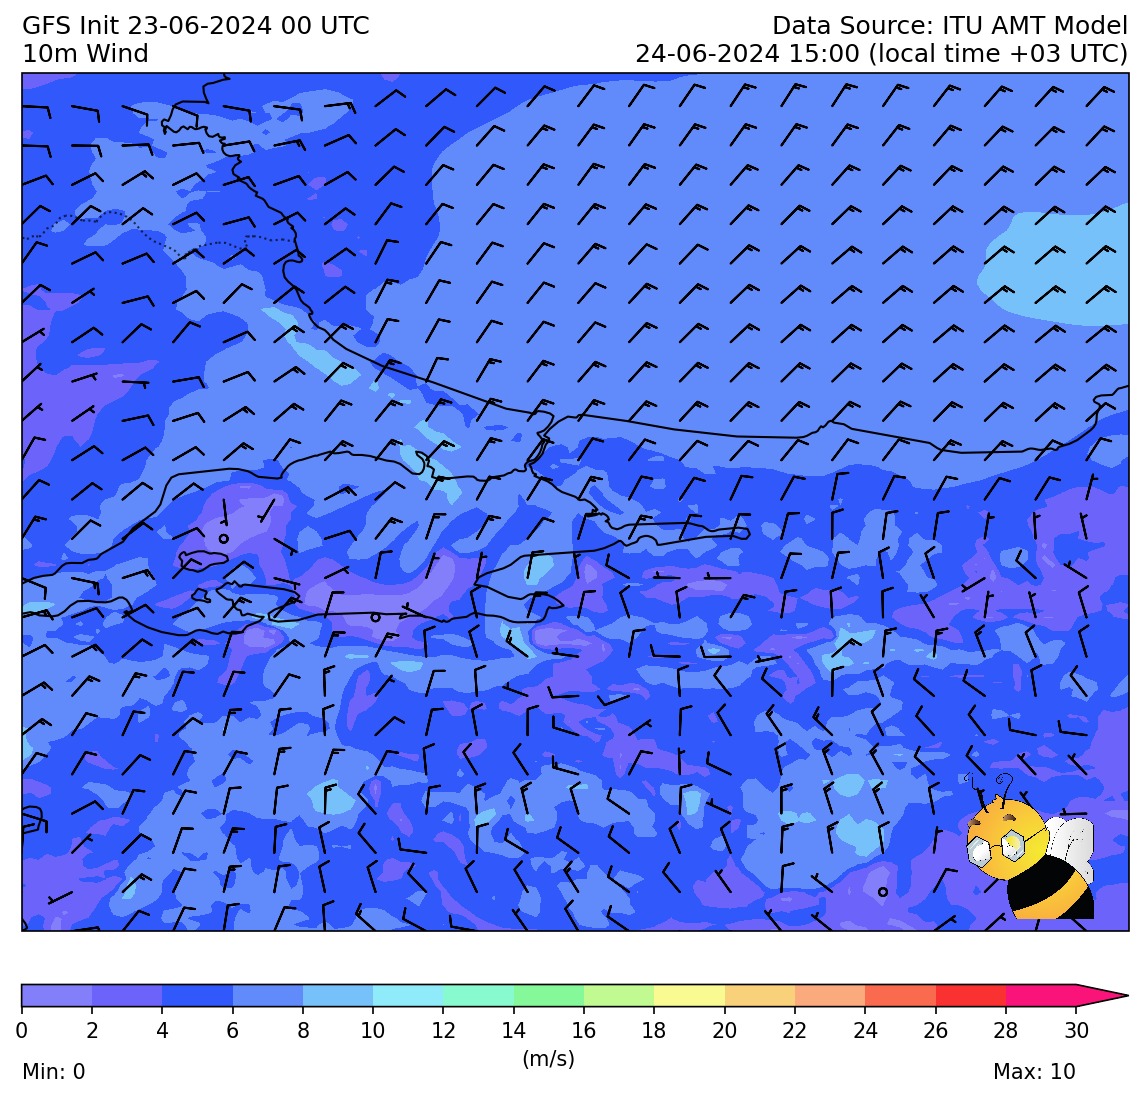 GFS Init 23-06-2024 00 UTC
Data Source: ITU AMT Model
10m Wind
24-06-2024 15:00 (local time +03 UTC)
0 2 4 6 8 10 12 14 16 18 20 22 24 26 28 30
(m/s)
Min: 0
Max: 10